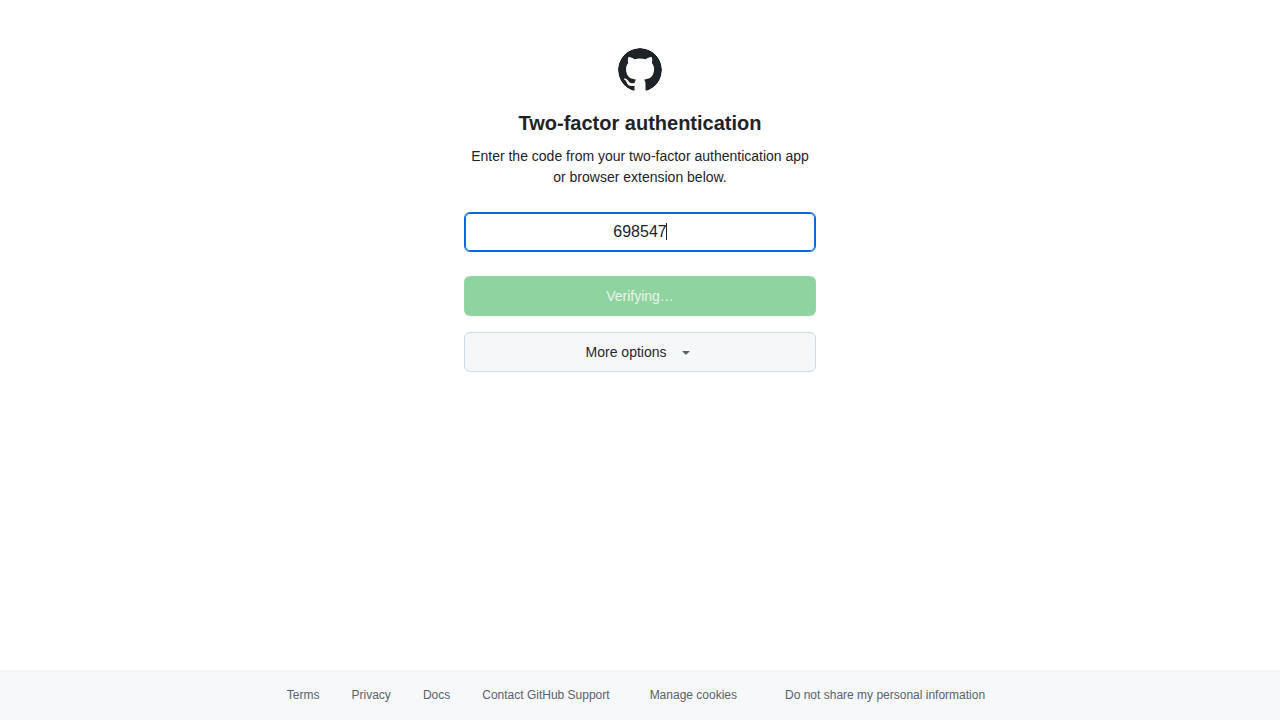 Two-factor authentication
Enter the code from your two-factor authentication app
or browser extension below.
698547
Verifying…
More options
Terms Privacy Docs Contact GitHub Support Manage cookies Do not share my personal information